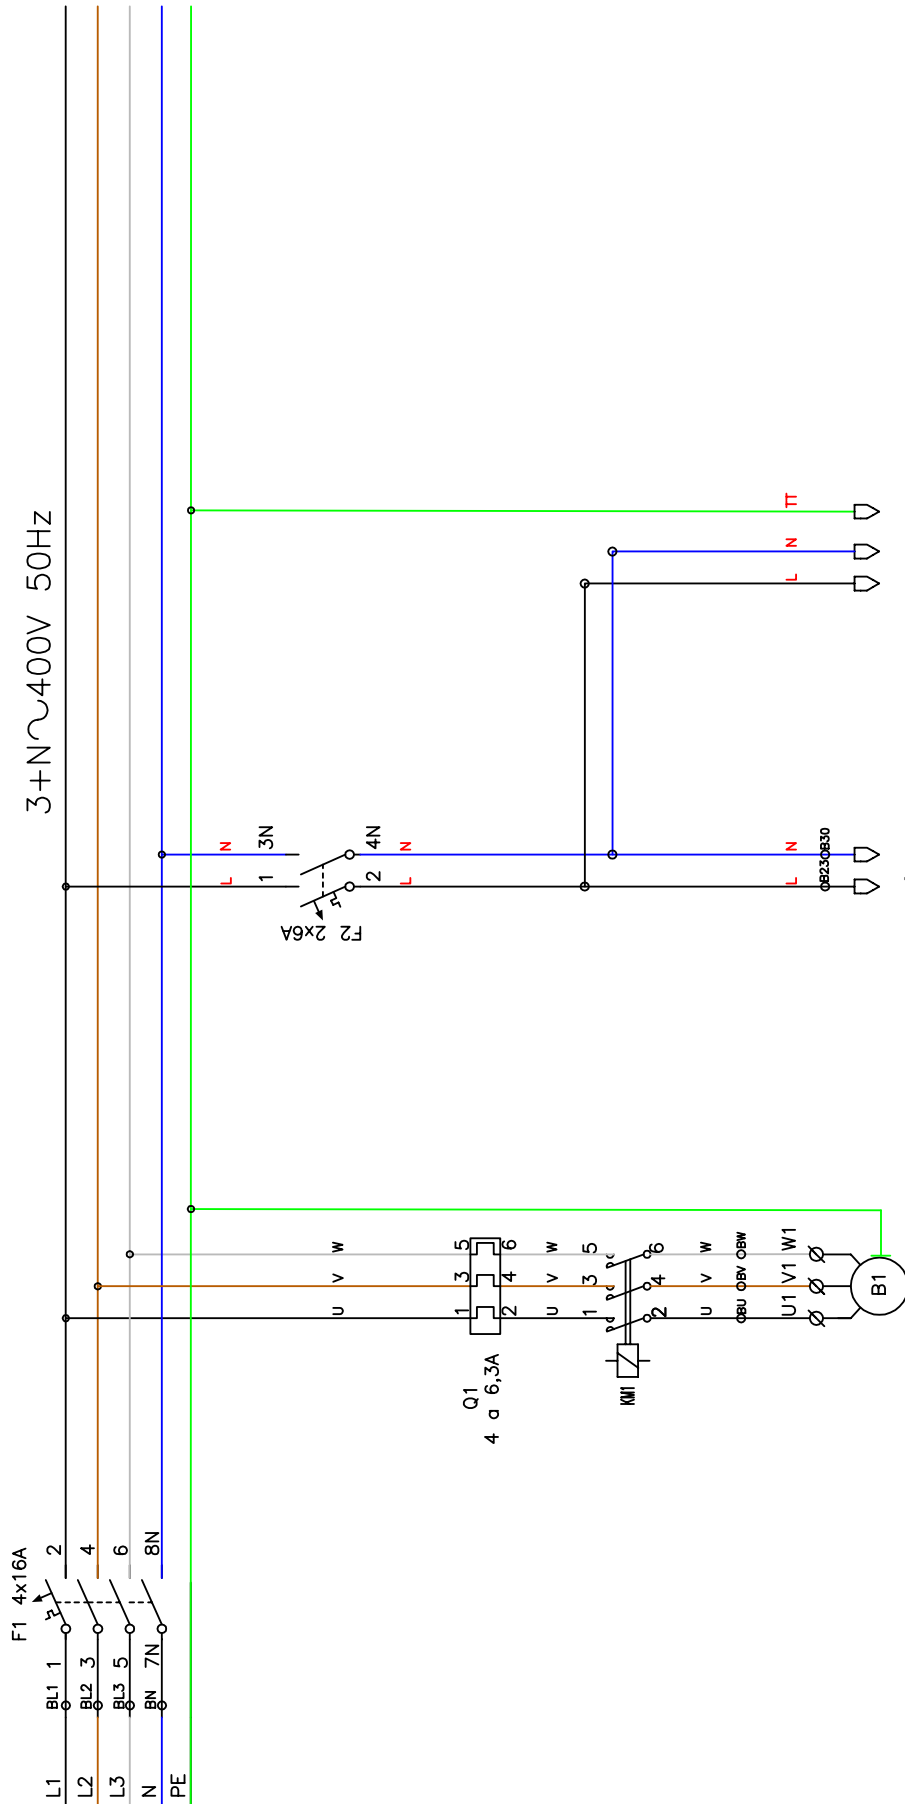 3+N~400V 50Hz
F1 4x16A
L1 BL1 1 2
L2 BL2 3 4
L3 BL3 5 6
N BN 7N 8N
PE
U V W
1 3 5
Q1
4 a 6,3A
2 4 6
U V W
1 3 5
KM1
2 4 6
U V W
BU BV BW
U1 V1 W1
B1
L N
1 3N
F2 2x6A
2 4N
L N
L N
B23 B30
L N TT